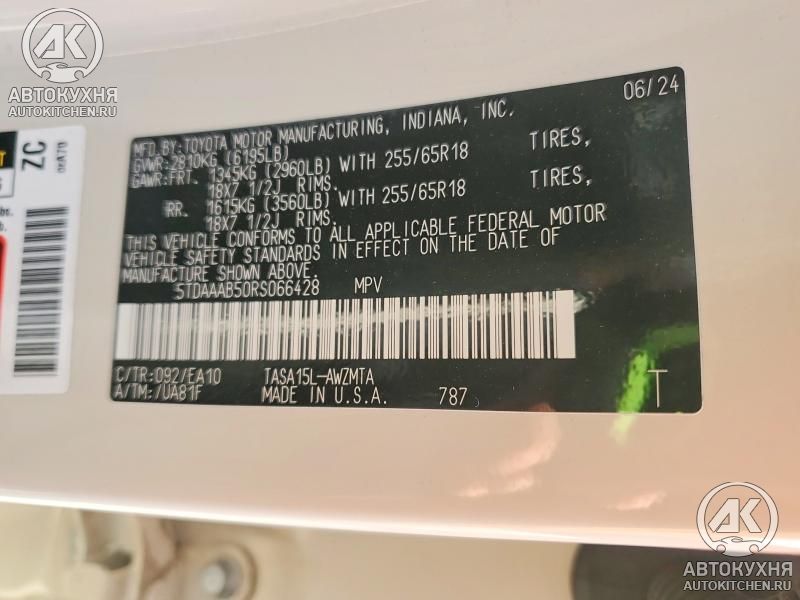 АК
АВТОКУХНЯ
AUTOKITCHEN.RU
ZC
06/24
MFD.BY:TOYOTA MOTOR MANUFACTURING, INDIANA, INC.
GVWR:2810KG (6195LB)
GAWR:FRT. 1345KG (2960LB) WITH 255/65R18 TIRES,
18X7 1/2J RIMS.
RR. 1615KG (3560LB) WITH 255/65R18 TIRES,
18X7 1/2J RIMS.
THIS VEHICLE CONFORMS TO ALL APPLICABLE FEDERAL MOTOR
VEHICLE SAFETY STANDARDS IN EFFECT ON THE DATE OF
MANUFACTURE SHOWN ABOVE.
5TDAAAB50RS066428 MPV
C/TR:092/EA10 TASA15L-AWZMTA
A/TM:/UA81F MADE IN U.S.A. 787 T
АК
АВТОКУХНЯ
AUTOKITCHEN.RU